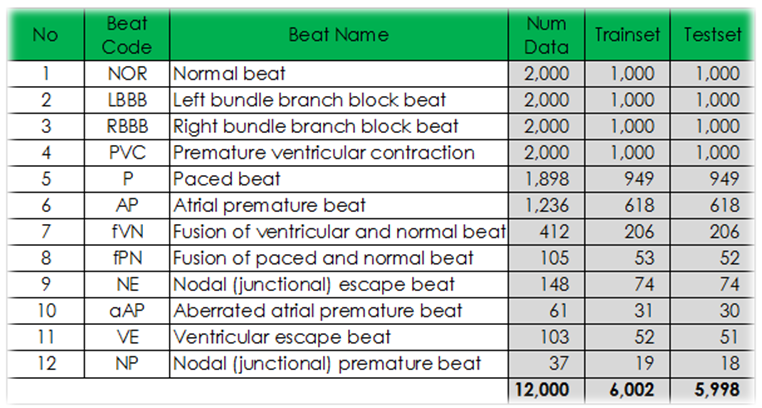 No Beat Code Beat Name Num Data Trainset Testset
1 NOR Normal beat 2,000 1,000 1,000
2 LBBB Left bundle branch block beat 2,000 1,000 1,000
3 RBBB Right bundle branch block beat 2,000 1,000 1,000
4 PVC Premature ventricular contraction 2,000 1,000 1,000
5 P Paced beat 1,898 949 949
6 AP Atrial premature beat 1,236 618 618
7 fVN Fusion of ventricular and normal beat 412 206 206
8 fPN Fusion of paced and normal beat 105 53 52
9 NE Nodal (junctional) escape beat 148 74 74
10 aAP Aberrated atrial premature beat 61 31 30
11 VE Ventricular escape beat 103 52 51
12 NP Nodal (junctional) premature beat 37 19 18
12,000 6,002 5,998